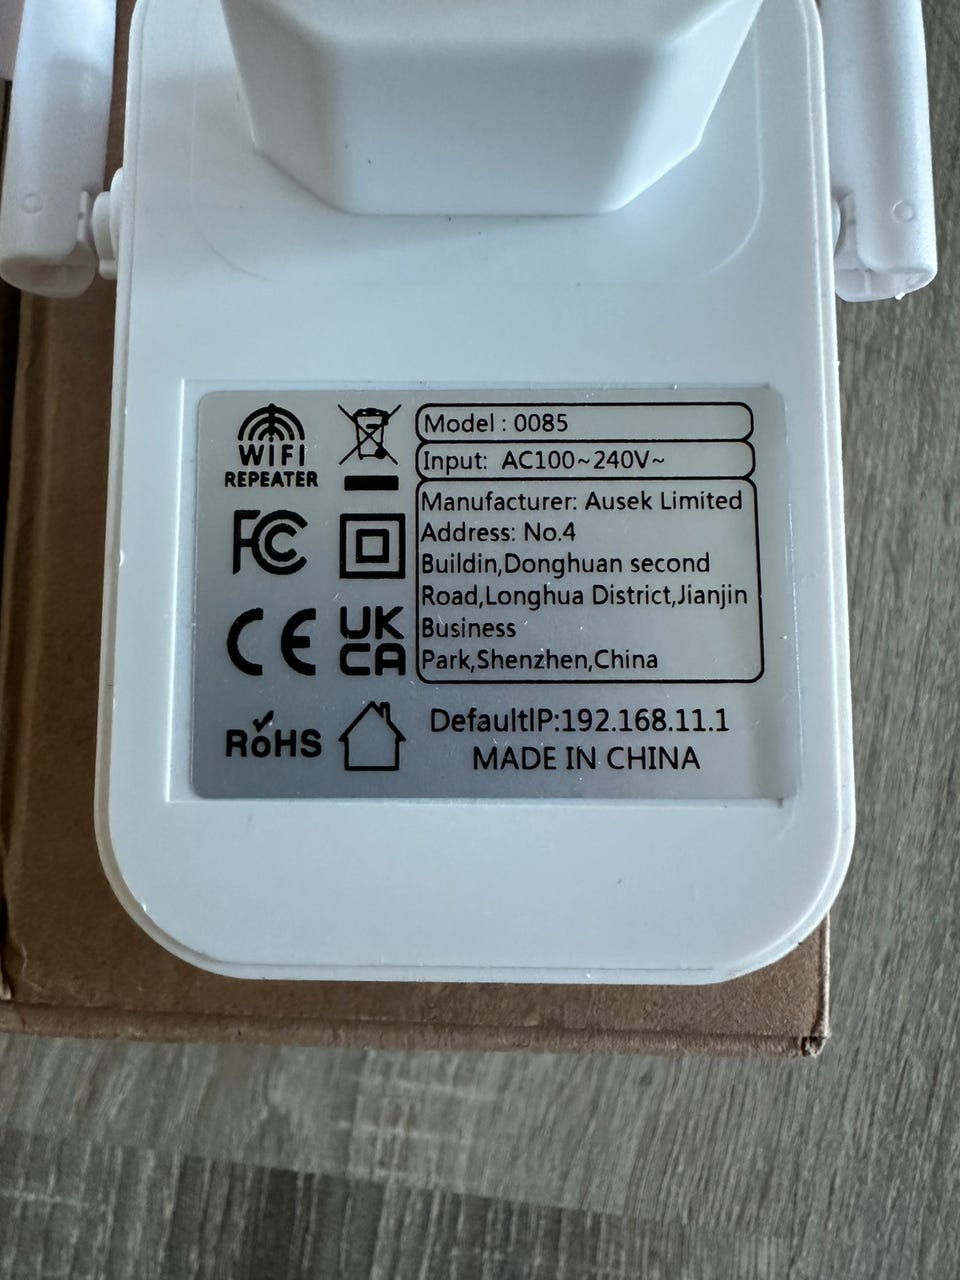 WIFI
REPEATER
FC
CE
UK
CA
RoHS
Model : 0085
Input: AC100~240V~
Manufacturer: Ausek Limited
Address: No.4
Buildin,Donghuan second
Road,Longhua District,Jianjin
Business
Park,Shenzhen,China
DefaultIP:192.168.11.1
MADE IN CHINA